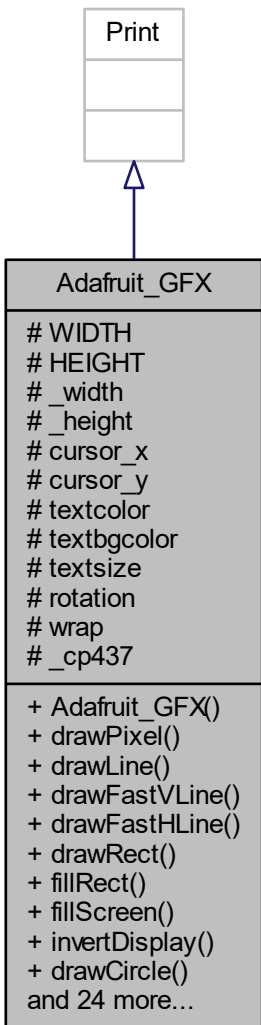 Print
Adafruit_GFX
# WIDTH
# HEIGHT
# _width
# _height
# cursor_x
# cursor_y
# textcolor
# textbgcolor
# textsize
# rotation
# wrap
# _cp437
+ Adafruit_GFX()
+ drawPixel()
+ drawLine()
+ drawFastVLine()
+ drawFastHLine()
+ drawRect()
+ fillRect()
+ fillScreen()
+ invertDisplay()
+ drawCircle()
and 24 more...